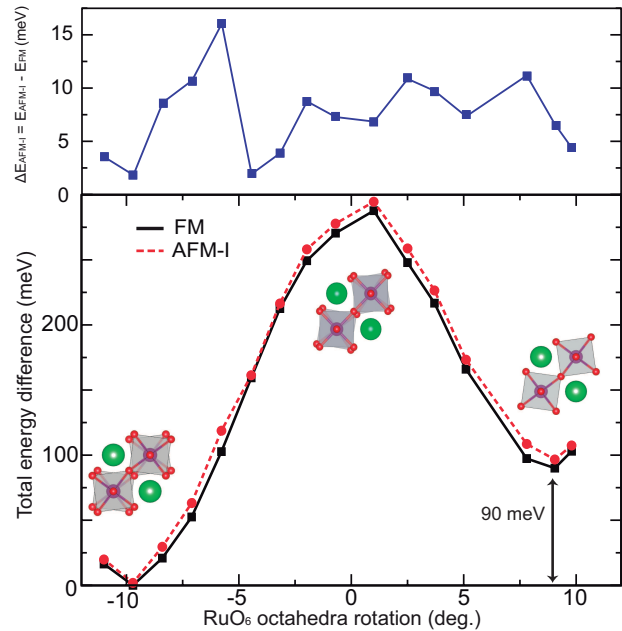 ΔE_AFM-I = E_AFM-I - E_FM (meV)
15
10
5
0
FM
AFM-I
Total energy difference (meV)
200
100
0
90 meV
-10
-5
0
5
10
RuO₆ octahedra rotation (deg.)